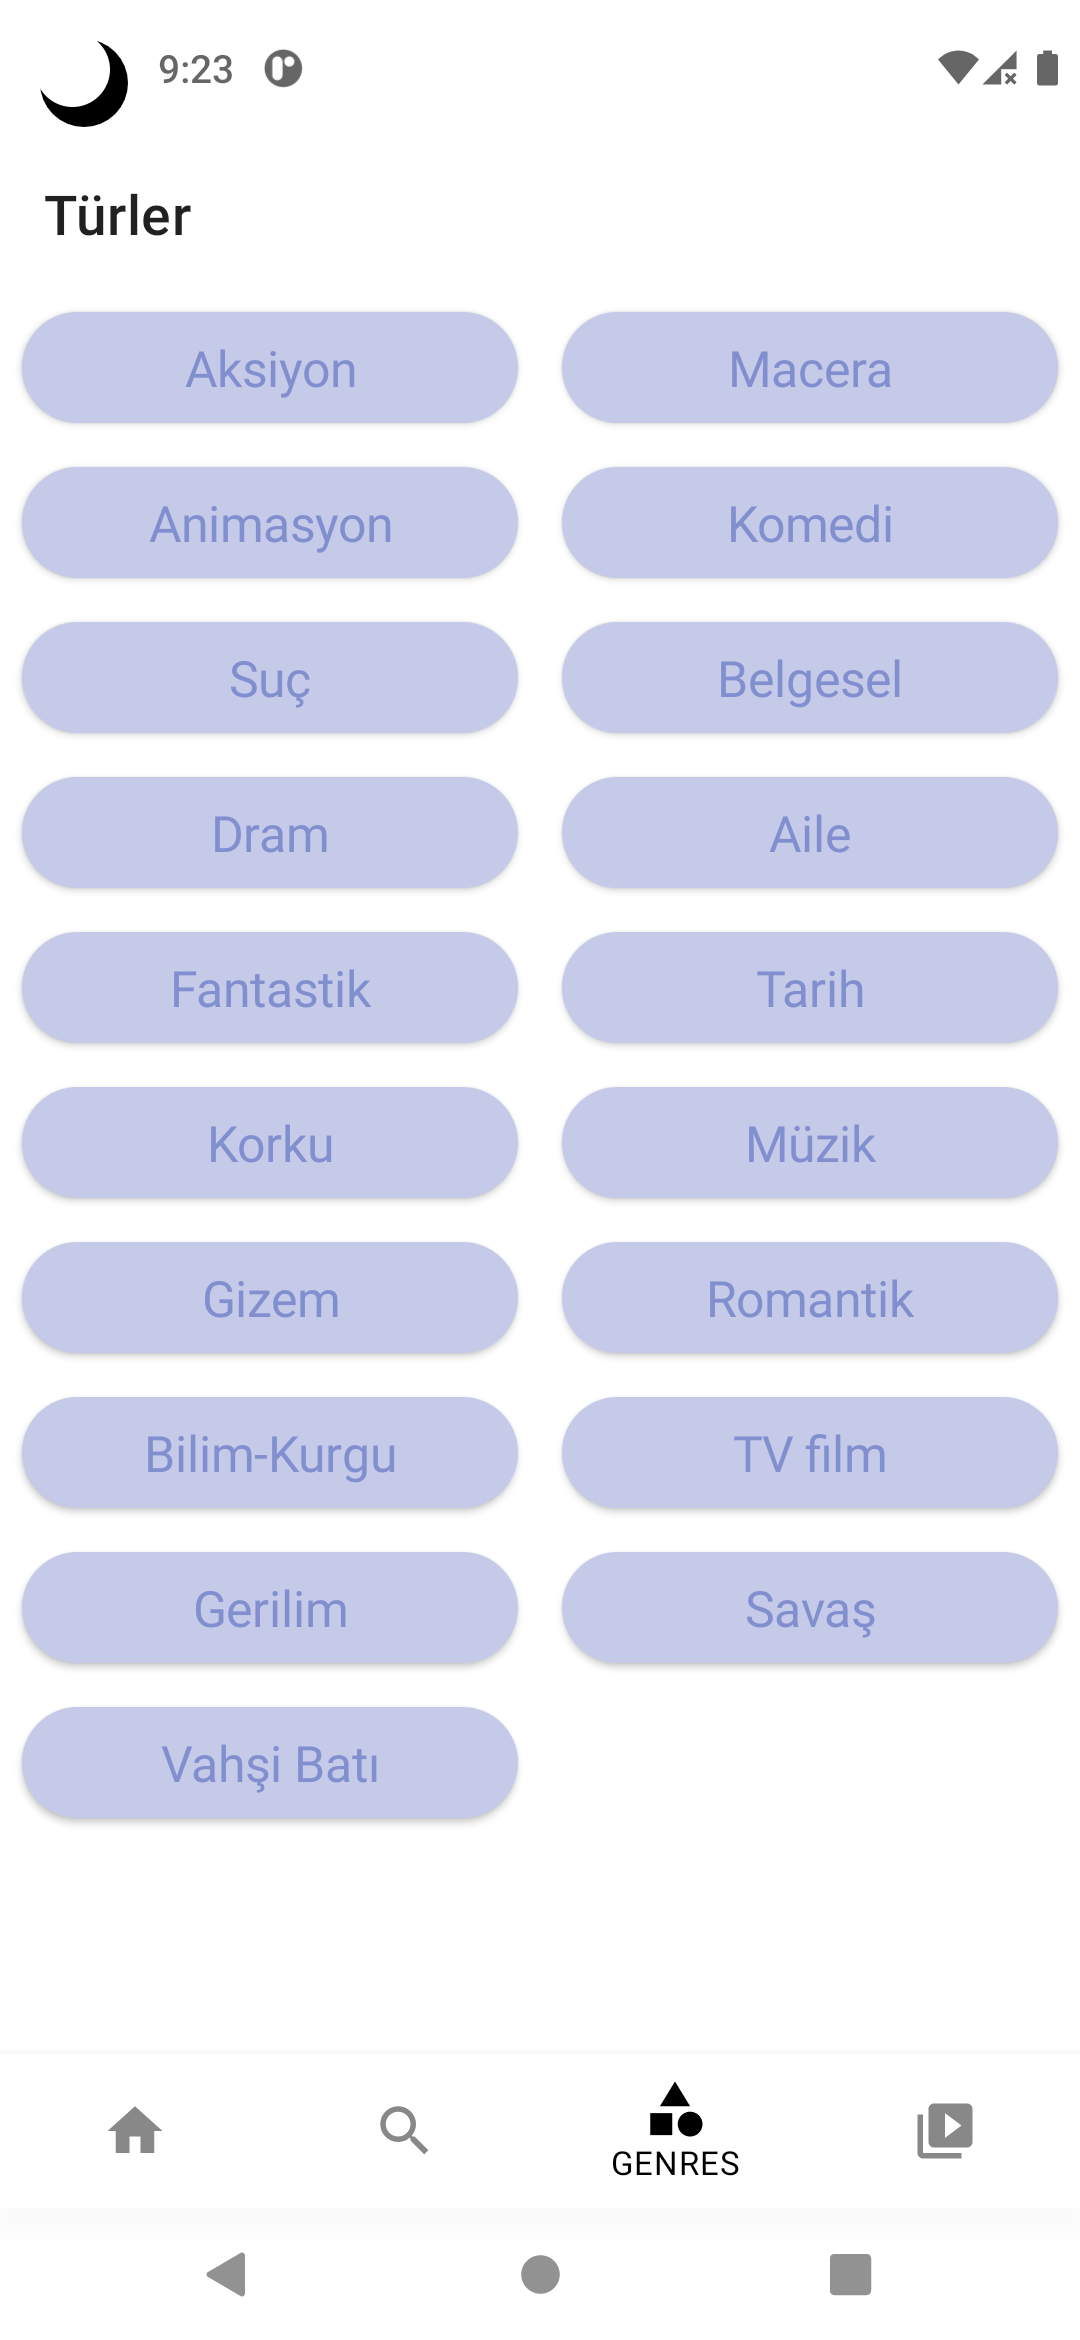 9:23
Türler
Aksiyon
Macera
Animasyon
Komedi
Suç
Belgesel
Dram
Aile
Fantastik
Tarih
Korku
Müzik
Gizem
Romantik
Bilim-Kurgu
TV film
Gerilim
Savaş
Vahşi Batı
GENRES